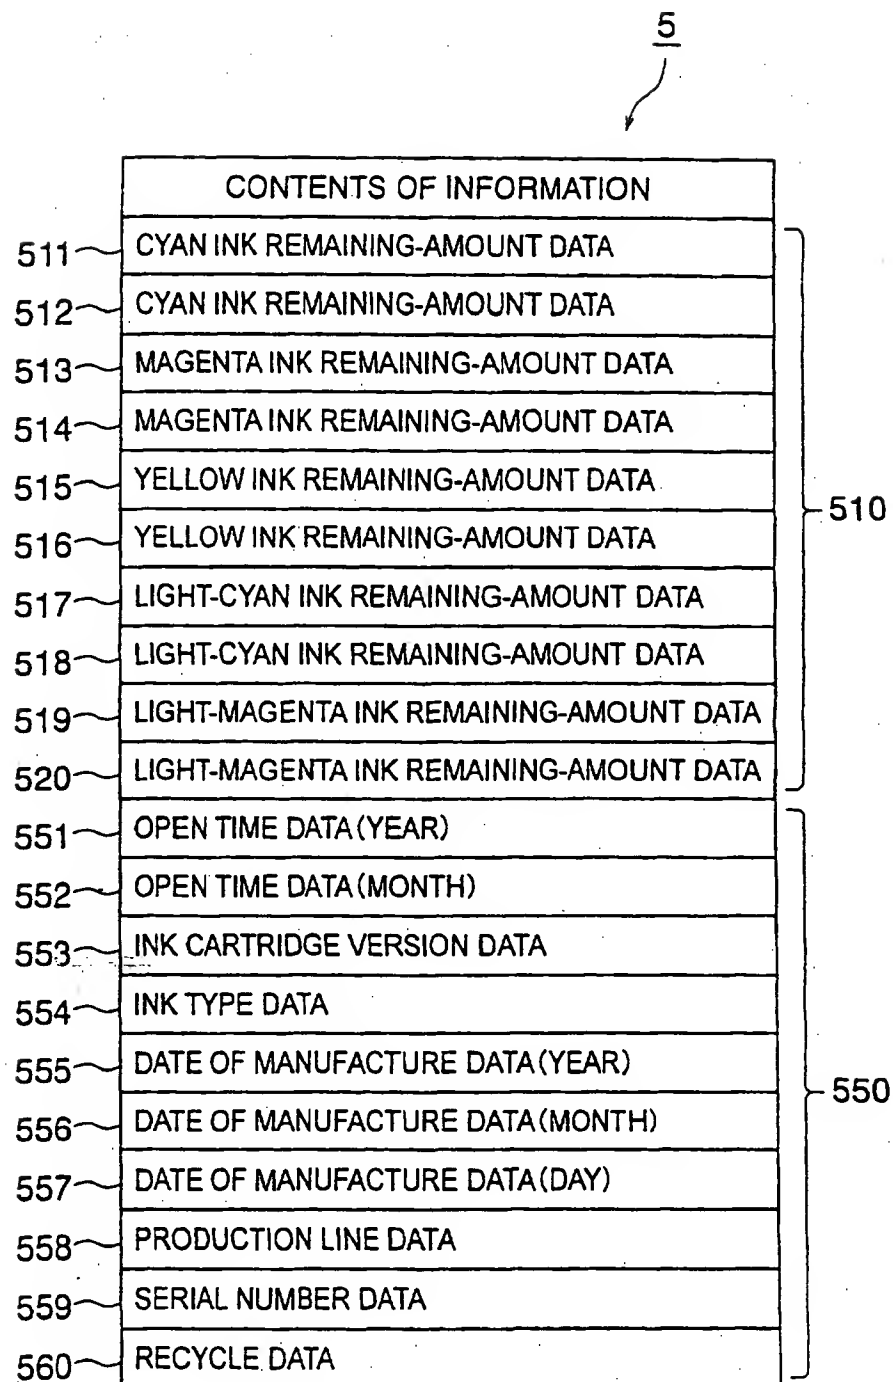 5
CONTENTS OF INFORMATION
511 CYAN INK REMAINING-AMOUNT DATA
512 CYAN INK REMAINING-AMOUNT DATA
513 MAGENTA INK REMAINING-AMOUNT DATA
514 MAGENTA INK REMAINING-AMOUNT DATA
515 YELLOW INK REMAINING-AMOUNT DATA
510
516 YELLOW INK REMAINING-AMOUNT DATA
517 LIGHT-CYAN INK REMAINING-AMOUNT DATA
518 LIGHT-CYAN INK REMAINING-AMOUNT DATA
519 LIGHT-MAGENTA INK REMAINING-AMOUNT DATA
520 LIGHT-MAGENTA INK REMAINING-AMOUNT DATA
551 OPEN TIME DATA(YEAR)
552 OPEN TIME DATA(MONTH)
553 INK CARTRIDGE VERSION DATA
554 INK TYPE DATA
555 DATE OF MANUFACTURE DATA(YEAR)
550
556 DATE OF MANUFACTURE DATA(MONTH)
557 DATE OF MANUFACTURE DATA(DAY)
558 PRODUCTION LINE DATA
559 SERIAL NUMBER DATA
560 RECYCLE DATA